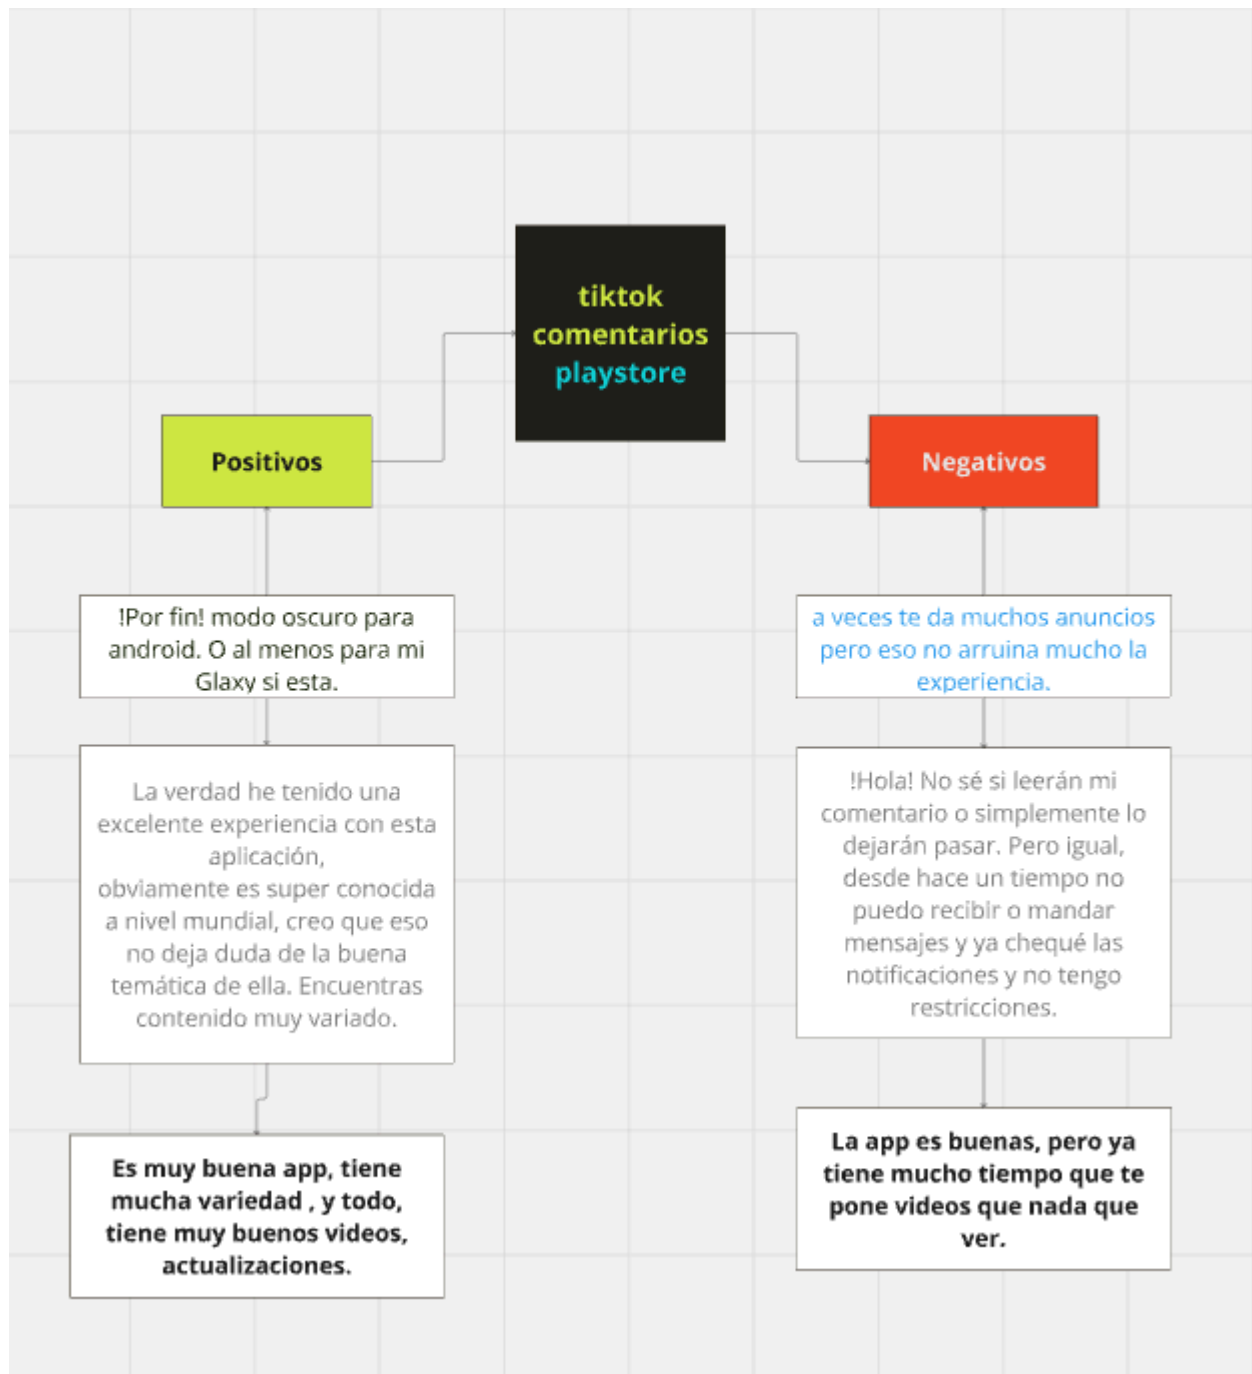 tiktok
comentarios
playstore
Positivos
Negativos
!Por fin! modo oscuro para
android. O al menos para mi
Glaxy si esta.
a veces te da muchos anuncios
pero eso no arruina mucho la
experiencia.
La verdad he tenido una
excelente experiencia con esta
aplicación,
obviamente es super conocida
a nivel mundial, creo que eso
no deja duda de la buena
temática de ella. Encuentras
contenido muy variado.
!Hola! No sé si leerán mi
comentario o simplemente lo
dejarán pasar. Pero igual,
desde hace un tiempo no
puedo recibir o mandar
mensajes y ya chequé las
notificaciones y no tengo
restricciones.
Es muy buena app, tiene
mucha variedad , y todo,
tiene muy buenos videos,
actualizaciones.
La app es buenas, pero ya
tiene mucho tiempo que te
pone videos que nada que
ver.